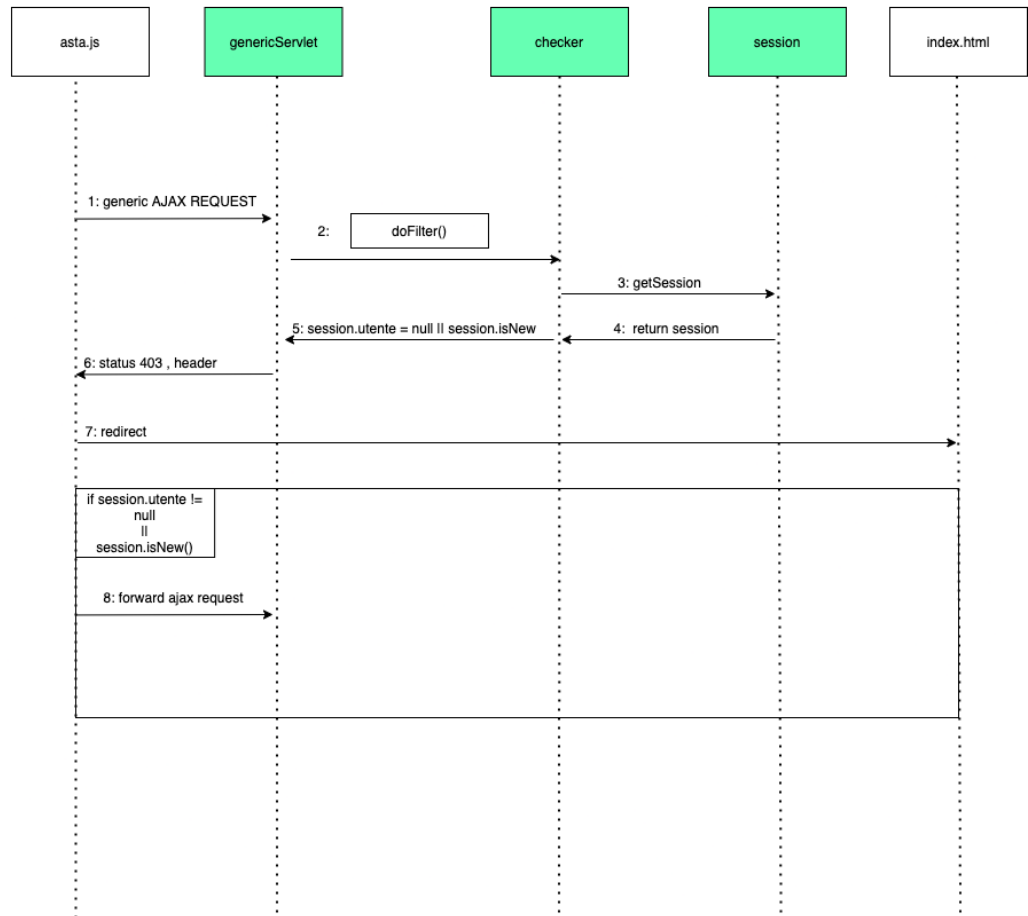 asta.js
genericServlet
checker
session
index.html
1: generic AJAX REQUEST
2:
doFilter()
3: getSession
5: session.utente = null II session.isNew
4:  return session
6: status 403 , header
7: redirect
if session.utente !=
null
II
session.isNew()
8: forward ajax request